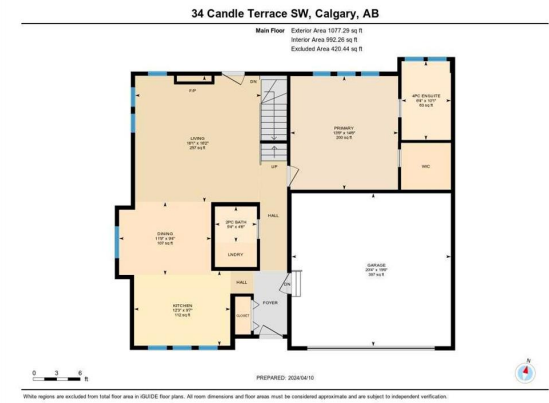 34 Candle Terrace SW, Calgary, AB
Main Floor Exterior Area 1077.29 sq ft
Interior Area 992.26 sq ft
Excluded Area 420.44 sq ft
F/P
DN
4PC ENSUITE
LIVING
PRIMARY
200 sq ft
WIC
UP
HALL
2PC BATH
DINING
LNDRY
GARAGE
HALL
DN
FOYER
KITCHEN
CLOSET
0 3 6
ft
PREPARED: 2024/04/10
N
White regions are excluded from total floor area in iGUIDE floor plans. All room dimensions and floor areas must be considered approximate and are subject to independent verification.